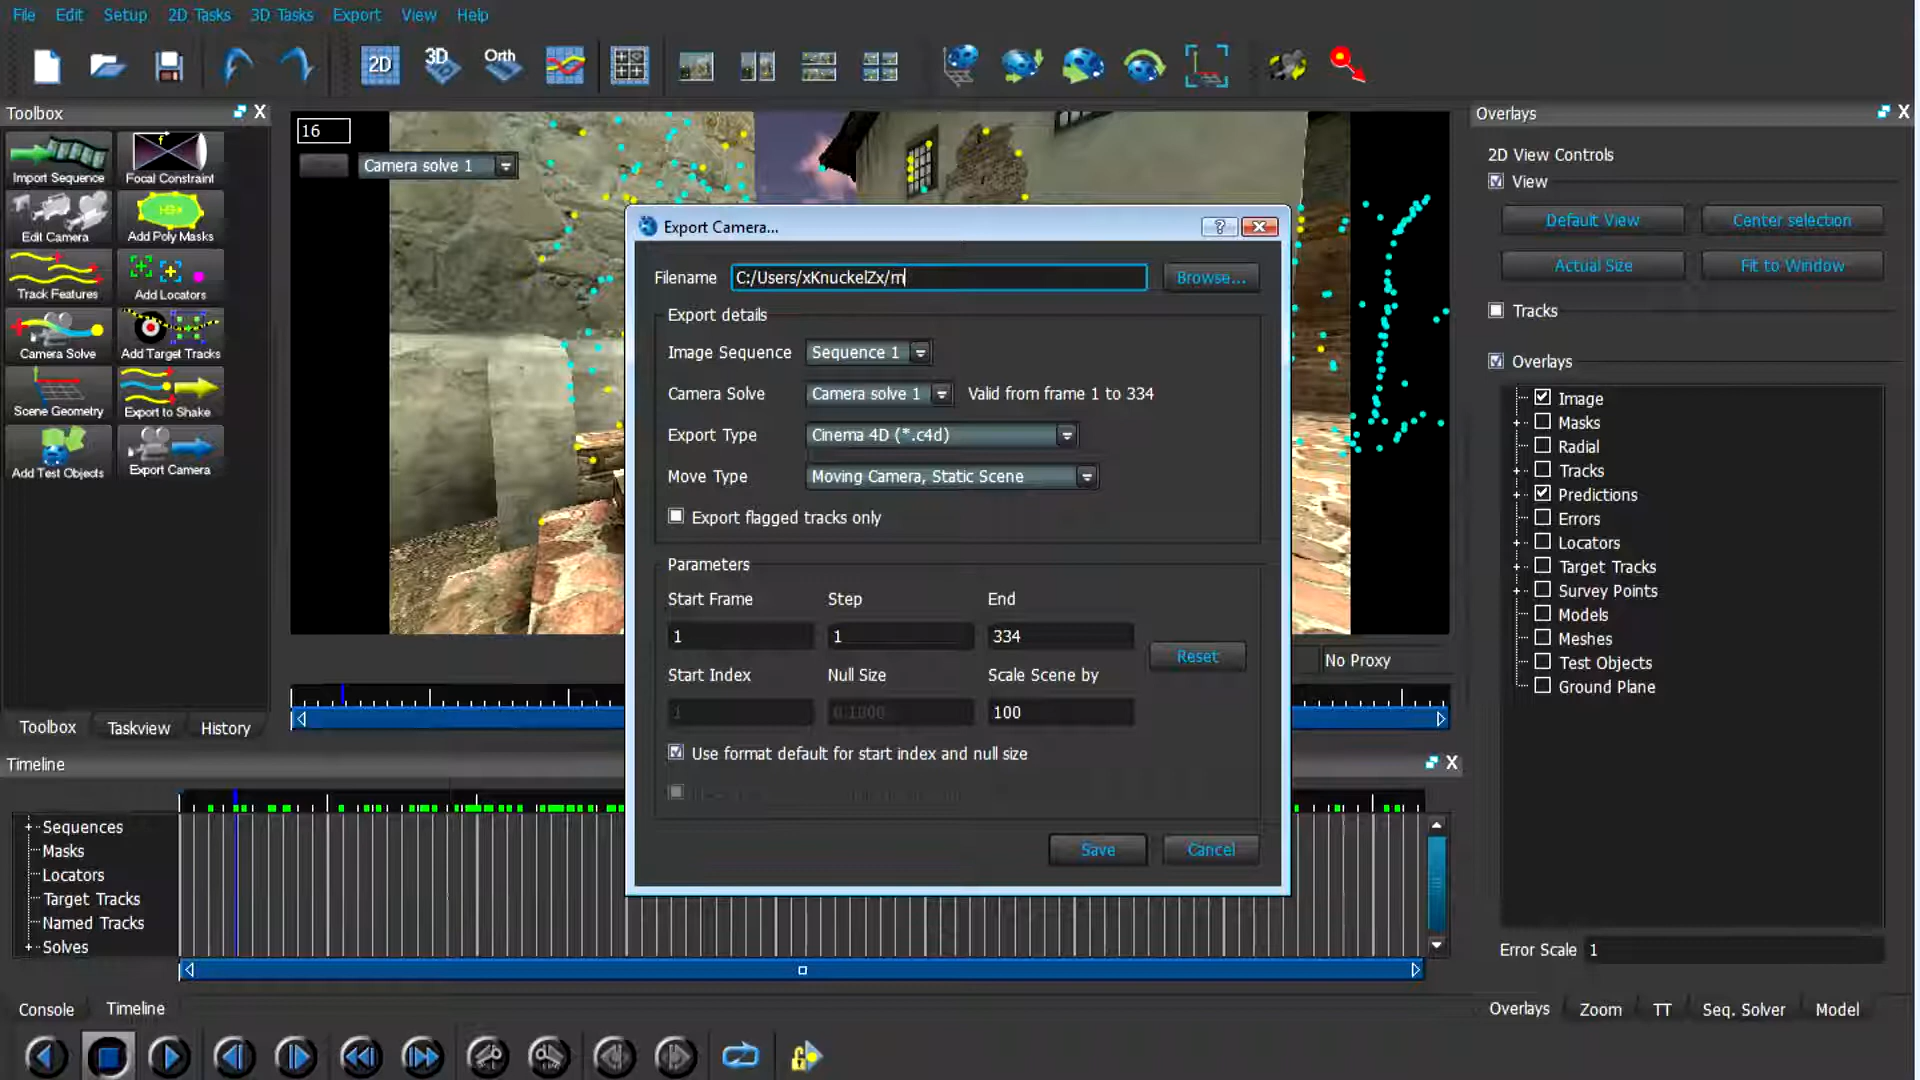 File Edit Setup 2D Tasks 3D Tasks Export View Help
2D 3D Orth
Toolbox X
Overlays X
16
Camera solve 1
Import Sequence Focal Constraint
Edit Camera Add Poly Masks
Track Features Add Locators
Camera Solve Add Target Tracks
Scene Geometry Export to Shake
Add Test Objects Export Camera
Export Camera...
?
Filename C:/Users/xKnuckelZx/m Browse...
Export details
Image Sequence Sequence 1
Camera Solve Camera solve 1 Valid from frame 1 to 334
Export Type Cinema 4D (*.c4d)
Move Type Moving Camera, Static Scene
Export flagged tracks only
Parameters
Start Frame Step End
1 1 334
Reset
Start Index Null Size Scale Scene by
1 0.1000 100
Use format default for start index and null size
Save Cancel
No Proxy
2D View Controls
View
Default View Center selection
Actual Size Fit to Window
Tracks
Overlays
Image
Masks
Radial
Tracks
Predictions
Errors
Locators
Target Tracks
Survey Points
Models
Meshes
Test Objects
Ground Plane
Error Scale 1
Toolbox Taskview History
Timeline X
Sequences
Masks
Locators
Target Tracks
Named Tracks
Solves
Console Timeline
Overlays Zoom TT Seq. Solver Model